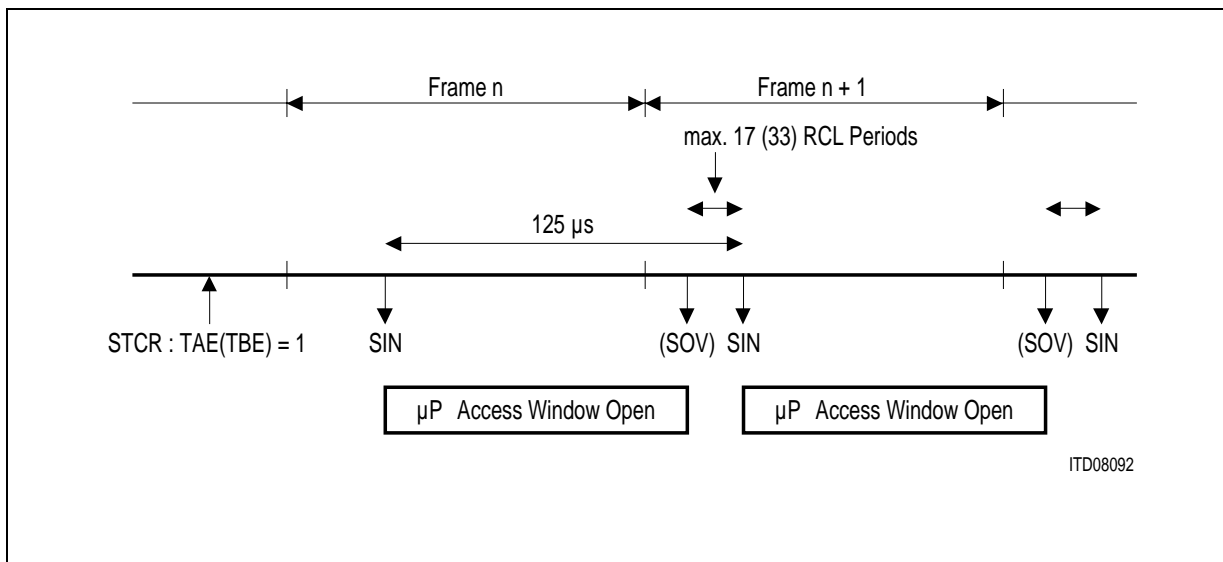 Frame n Frame n + 1
max. 17 (33) RCL Periods
125 µs
STCR : TAE(TBE) = 1 SIN (SOV) SIN (SOV) SIN
µP Access Window Open µP Access Window Open
ITD08092